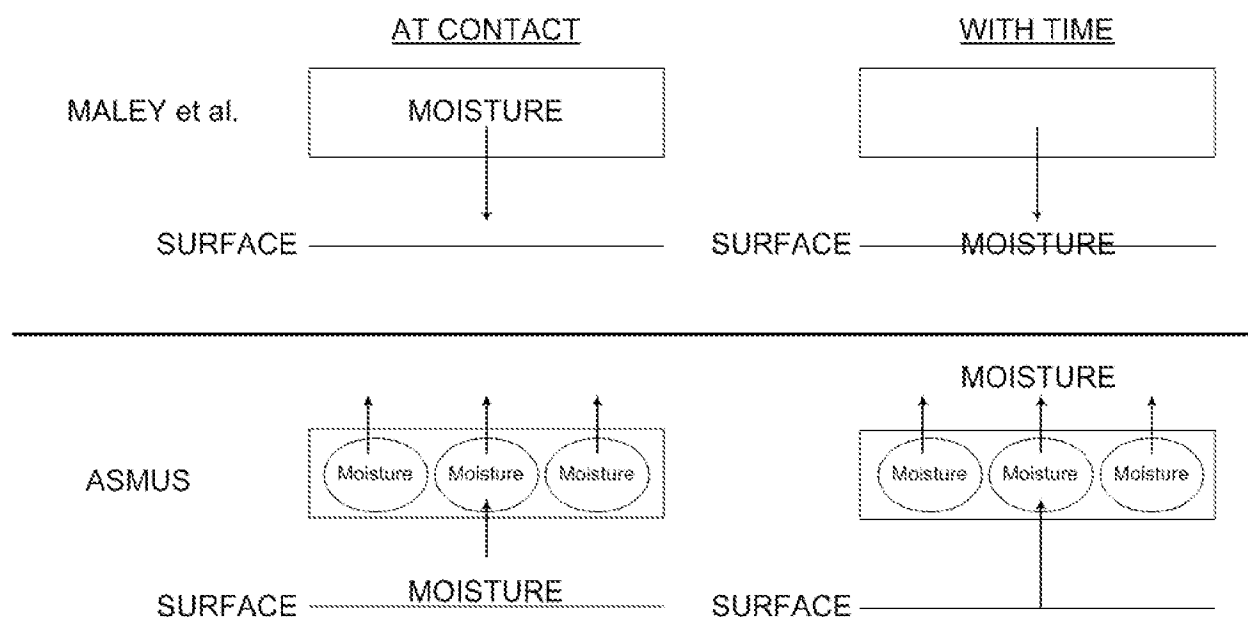 AT CONTACT
WITH TIME
MALEY et al.
MOISTURE
SURFACE
SURFACE
MOISTURE
MOISTURE
ASMUS
Moisture
Moisture
Moisture
Moisture
Moisture
Moisture
MOISTURE
SURFACE
SURFACE